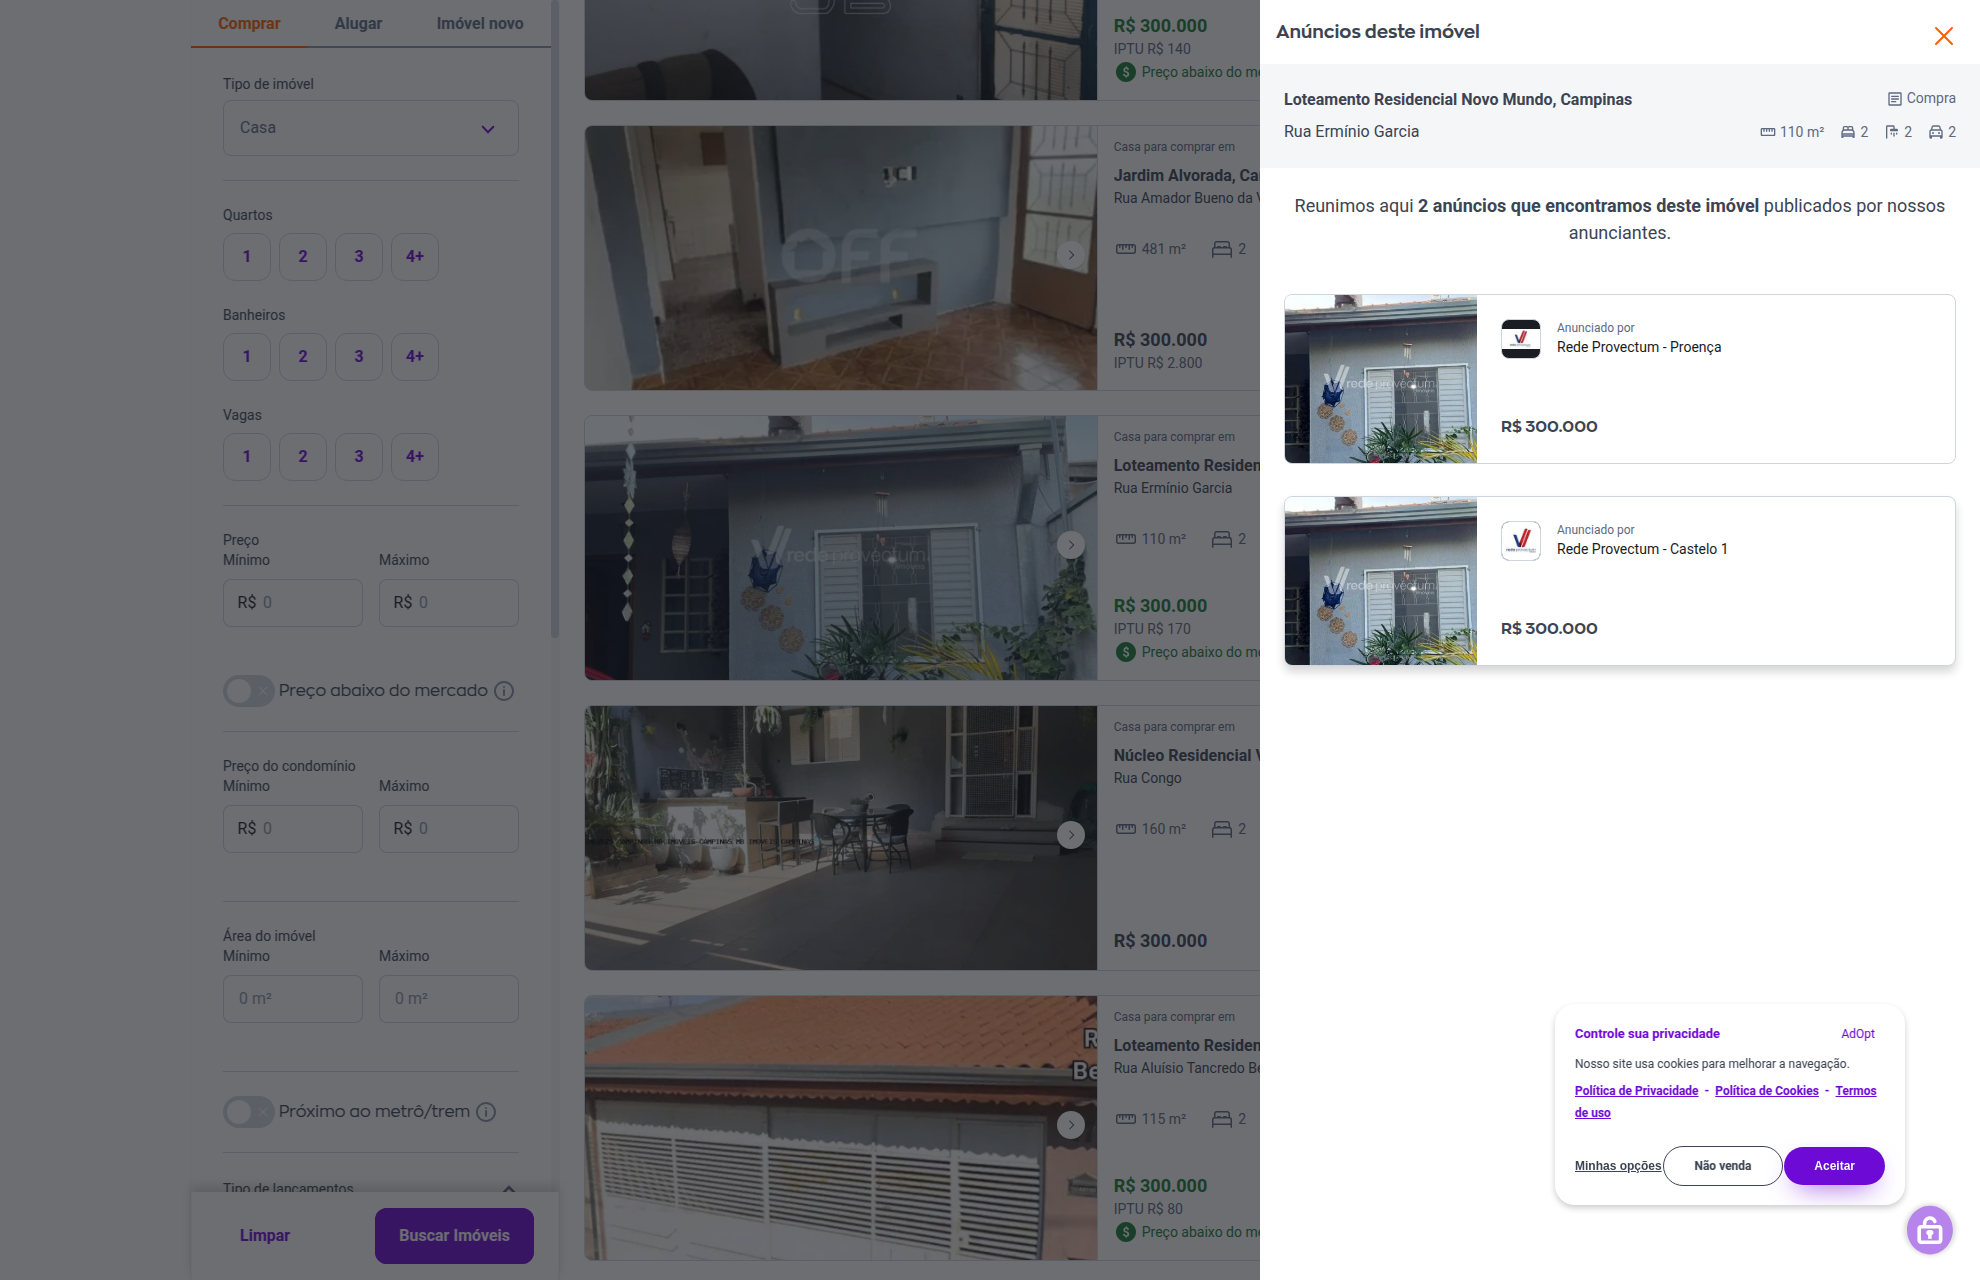 Comprar
Alugar
Imóvel novo
Tipo de imóvel
Casa
Quartos
1
2
3
4+
Banheiros
1
2
3
4+
Vagas
1
2
3
4+
Preço
Mínimo
Máximo
R$ 0
R$ 0
Preço abaixo do mercado
Preço do condomínio
Mínimo
Máximo
R$ 0
R$ 0
Área do imóvel
Mínimo
Máximo
0 m²
0 m²
Próximo ao metrô/trem
Tipo de lançamentos
Limpar
Buscar Imóveis
R$ 300.000
IPTU R$ 140
Preço abaixo do
OFF
Casa para comprar em
Jardim Alvorada,
Rua Amador Bueno da
481 m²
2
R$ 300.000
IPTU R$ 2.800
rede provectum
Casa para comprar em
Loteamento
Rua Ermínio Garcia
110 m²
2
R$ 300.000
IPTU R$ 170
Preço abaixo do
Casa para comprar em
Núcleo Residencial
Rua Congo
160 m²
2
R$ 300.000
Casa para comprar em
Loteamento
Rua Aluísio Tancredo
115 m²
2
R$ 300.000
IPTU R$ 80
Preço abaixo do
Anúncios deste imóvel
Loteamento Residencial Novo Mundo, Campinas
Compra
Rua Ermínio Garcia
110 m²
2
2
2
Reunimos aqui 2 anúncios que encontramos deste imóvel publicados por nossos
anunciantes.
rede provectum
Anunciado por
Rede Provectum - Proença
R$ 300.000
rede provectum
Anunciado por
Rede Provectum - Castelo 1
R$ 300.000
Controle sua privacidade
AdOpt
Nosso site usa cookies para melhorar a navegação.
Política de Privacidade - Política de Cookies - Termos
de uso
Minhas opções
Não venda
Aceitar